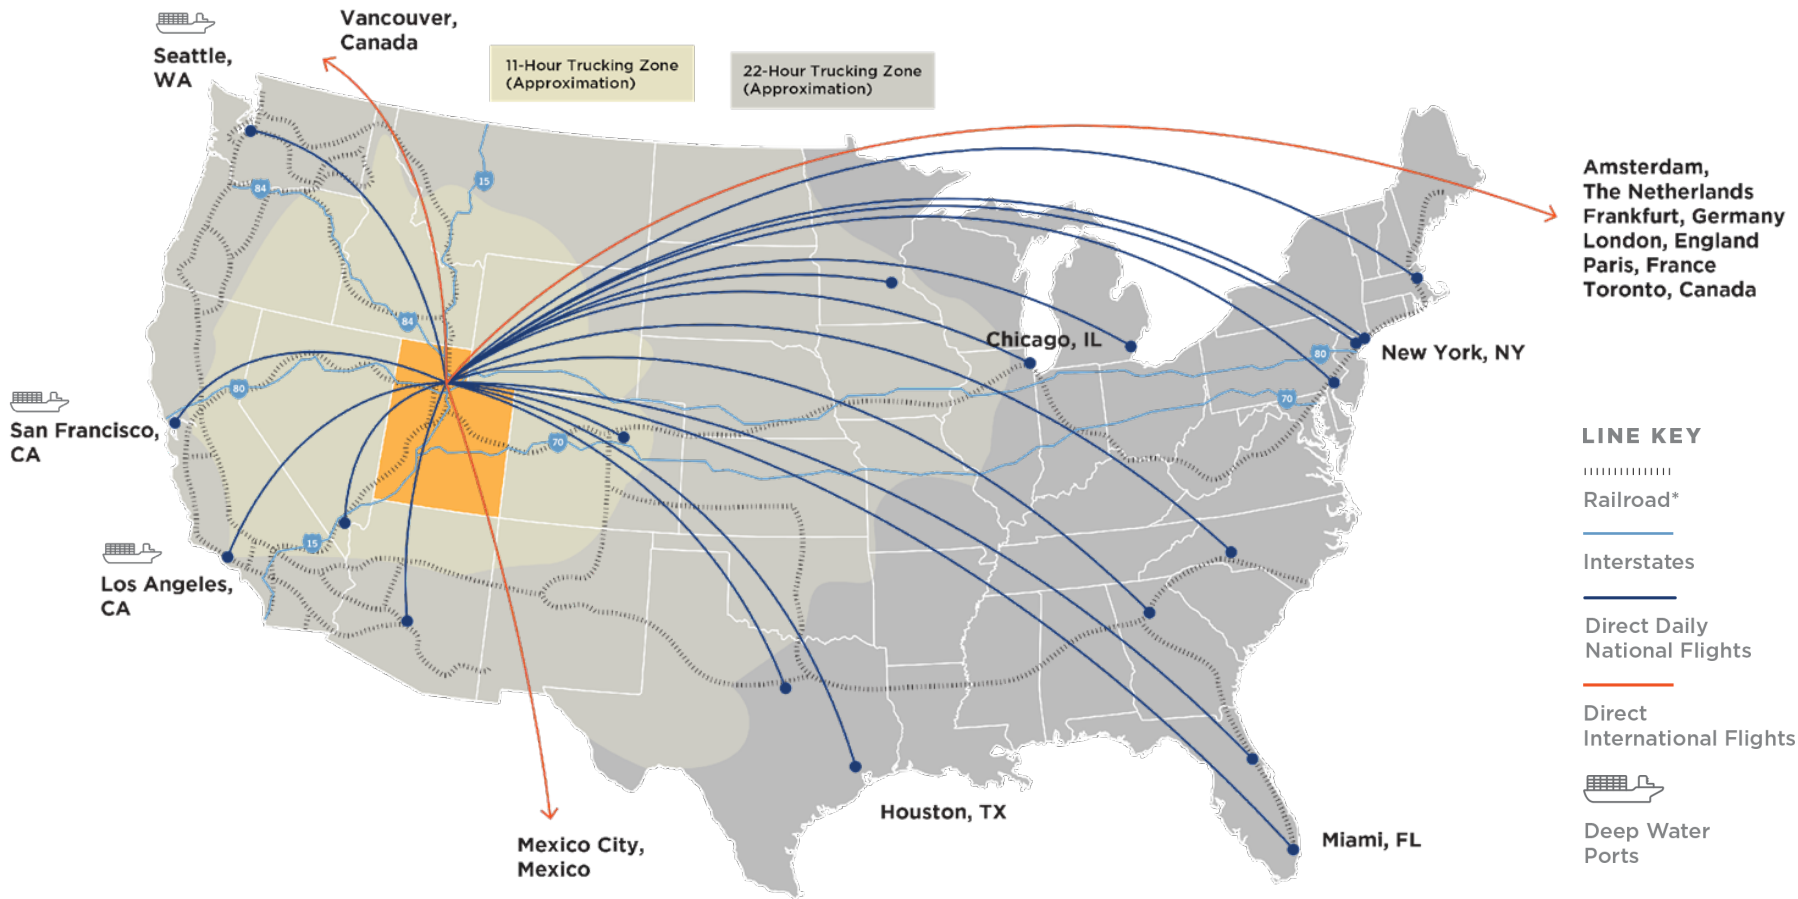 Vancouver,
Canada
Seattle,
WA
11-Hour Trucking Zone
(Approximation)
22-Hour Trucking Zone
(Approximation)
Amsterdam,
The Netherlands
Frankfurt, Germany
London, England
Paris, France
Toronto, Canada
15
84
84
Chicago, IL
New York, NY
80
80
70
70
San Francisco,
CA
15
Los Angeles,
CA
Houston, TX
Miami, FL
Mexico City,
Mexico
LINE KEY
Railroad*
Interstates
Direct Daily
National Flights
Direct
International Flights
Deep Water
Ports